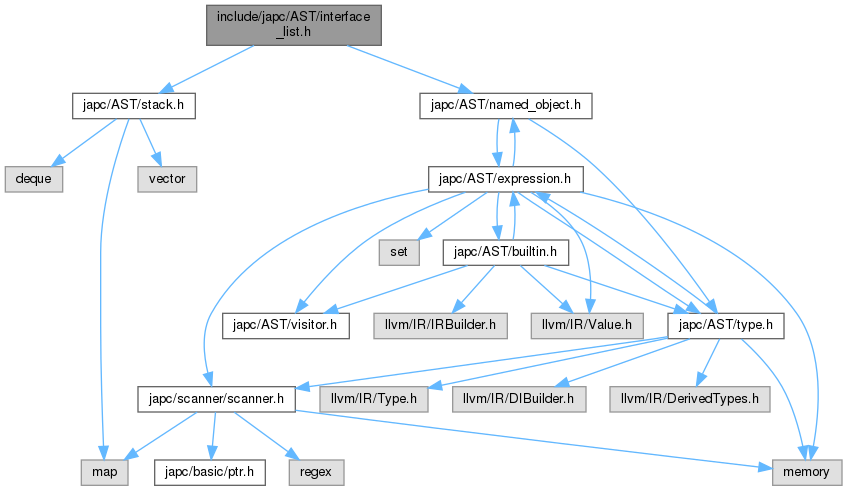 include/japc/AST/interface
_list.h
japc/AST/stack.h
japc/AST/named_object.h
deque
vector
japc/AST/expression.h
set
japc/AST/builtin.h
japc/AST/visitor.h
llvm/IR/IRBuilder.h
llvm/IR/Value.h
japc/AST/type.h
japc/scanner/scanner.h
llvm/IR/Type.h
llvm/IR/DIBuilder.h
llvm/IR/DerivedTypes.h
map
japc/basic/ptr.h
regex
memory